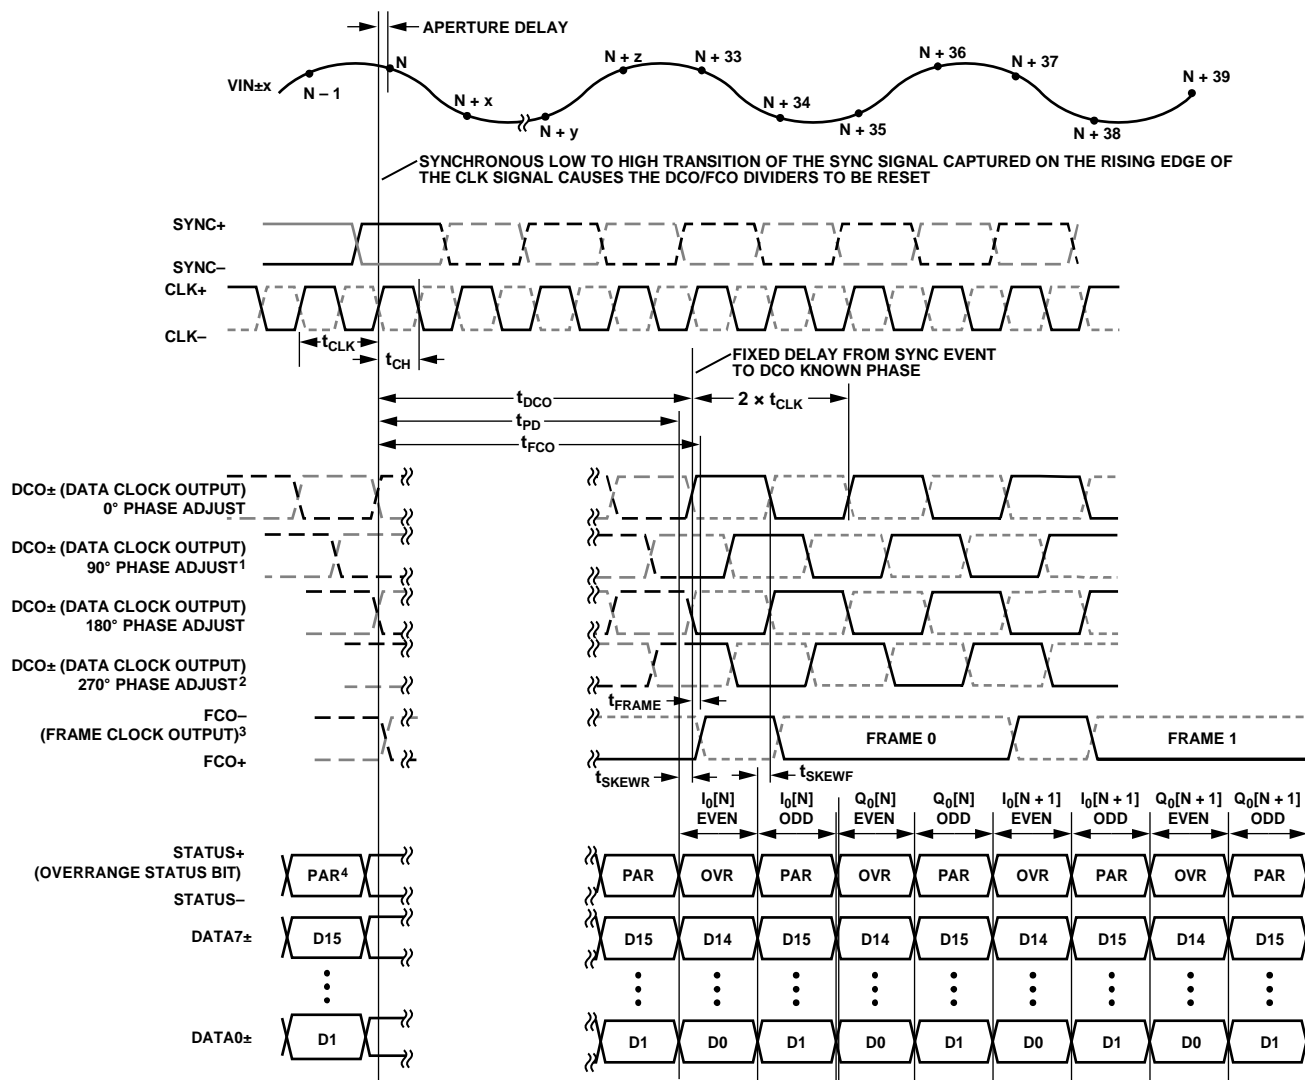 APERTURE DELAY
VIN±x
N – 1
N
N + x
N + y
N + z
N + 33
N + 34
N + 35
N + 36
N + 37
N + 38
N + 39
SYNCHRONOUS LOW TO HIGH TRANSITION OF THE SYNC SIGNAL CAPTURED ON THE RISING EDGE OF
THE CLK SIGNAL CAUSES THE DCO/FCO DIVIDERS TO BE RESET
SYNC+
SYNC–
CLK+
CLK–
tCLK
tCH
FIXED DELAY FROM SYNC EVENT
TO DCO KNOWN PHASE
tDCO
2 × tCLK
tPD
tFCO
DCO± (DATA CLOCK OUTPUT)
0° PHASE ADJUST
DCO± (DATA CLOCK OUTPUT)
90° PHASE ADJUST1
DCO± (DATA CLOCK OUTPUT)
180° PHASE ADJUST
DCO± (DATA CLOCK OUTPUT)
270° PHASE ADJUST2
tFRAME
FCO–
(FRAME CLOCK OUTPUT)3
FCO+
FRAME 0
FRAME 1
tSKEWR
tSKEWF
I0[N] I0[N] Q0[N] Q0[N] I0[N + 1] I0[N + 1] Q0[N + 1] Q0[N + 1]
EVEN ODD EVEN ODD EVEN ODD EVEN ODD
STATUS+
(OVERRANGE STATUS BIT)
STATUS–
PAR4 PAR OVR PAR OVR PAR OVR PAR OVR PAR
DATA7± D15 D15 D14 D15 D14 D15 D14 D15 D14 D15
DATA0± D1 D1 D0 D1 D0 D1 D0 D1 D0 D1